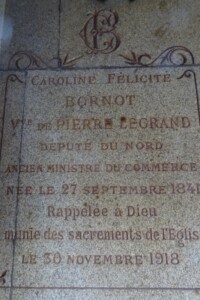 CAROLINE FÉLICITÉ
BORNOT
Vve DE PIERRE LEGRAND
DÉPUTÉ DU NORD
ANCIEN MINISTRE DU COMMERCE
NÉE LE 27 SEPTEMBRE 1841
Rappelée à Dieu
munie des sacrements de l'Eglise
LE 30 NOVEMBRE 1918